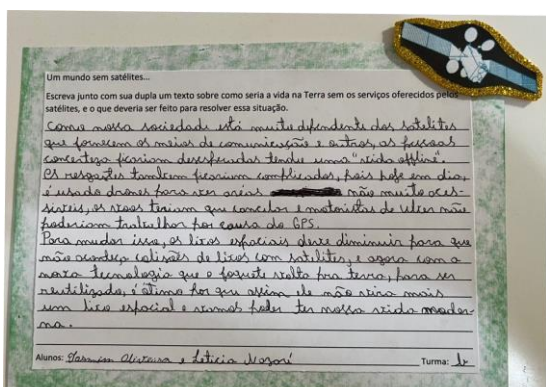 Um mundo sem satélites...
Escreva junto com sua dupla um texto sobre como seria a vida na Terra sem os serviços oferecidos pelos
satélites, e o que deveria ser feito para resolver essa situação.
Como nossa sociedade está muito dependente dos satélites
que fornecem os meios de comunicação e outros, as pessoas
concerteza ficariam desesperadas tendo uma "vida offline".
Os resgastes também ficariam complicados, pois hoje em dia,
é usado drones para ver áreas não muito aces-
síveis, os voos teriam que cancelar e motoristas de Uber não
poderiam trabalhar por causa do GPS.
Para mudar isso, os lixos espaciais deve diminuir para que
não aconteça colisões de lixos com satélites, e agora com a
nova tecnologia que o foguete volta pra terra, para ser
reutilizado, é ótimo por que assim ele não vira mais
um lixo espacial e vamos poder ter nossa vida moder-
na.
Alunos: Yasmim Oliveira e Letícia Nazaré Turma: